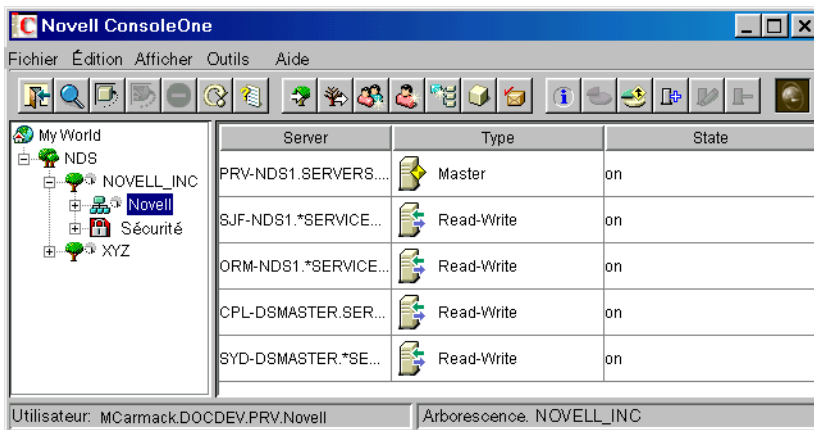 Novell ConsoleOne
Fichier Édition Afficher Outils Aide
My World
NDS
NOVELL_INC
Novell
Sécurité
XYZ
Server Type State
PRV-NDS1.SERVERS.... Master on
SJF-NDS1.*SERVICE... Read-Write on
ORM-NDS1.*SERVICE... Read-Write on
CPL-DSMASTER.SER... Read-Write on
SYD-DSMASTER.*SE... Read-Write on
Utilisateur: MCarmack.DOCDEV.PRV.Novell Arborescence. NOVELL_INC